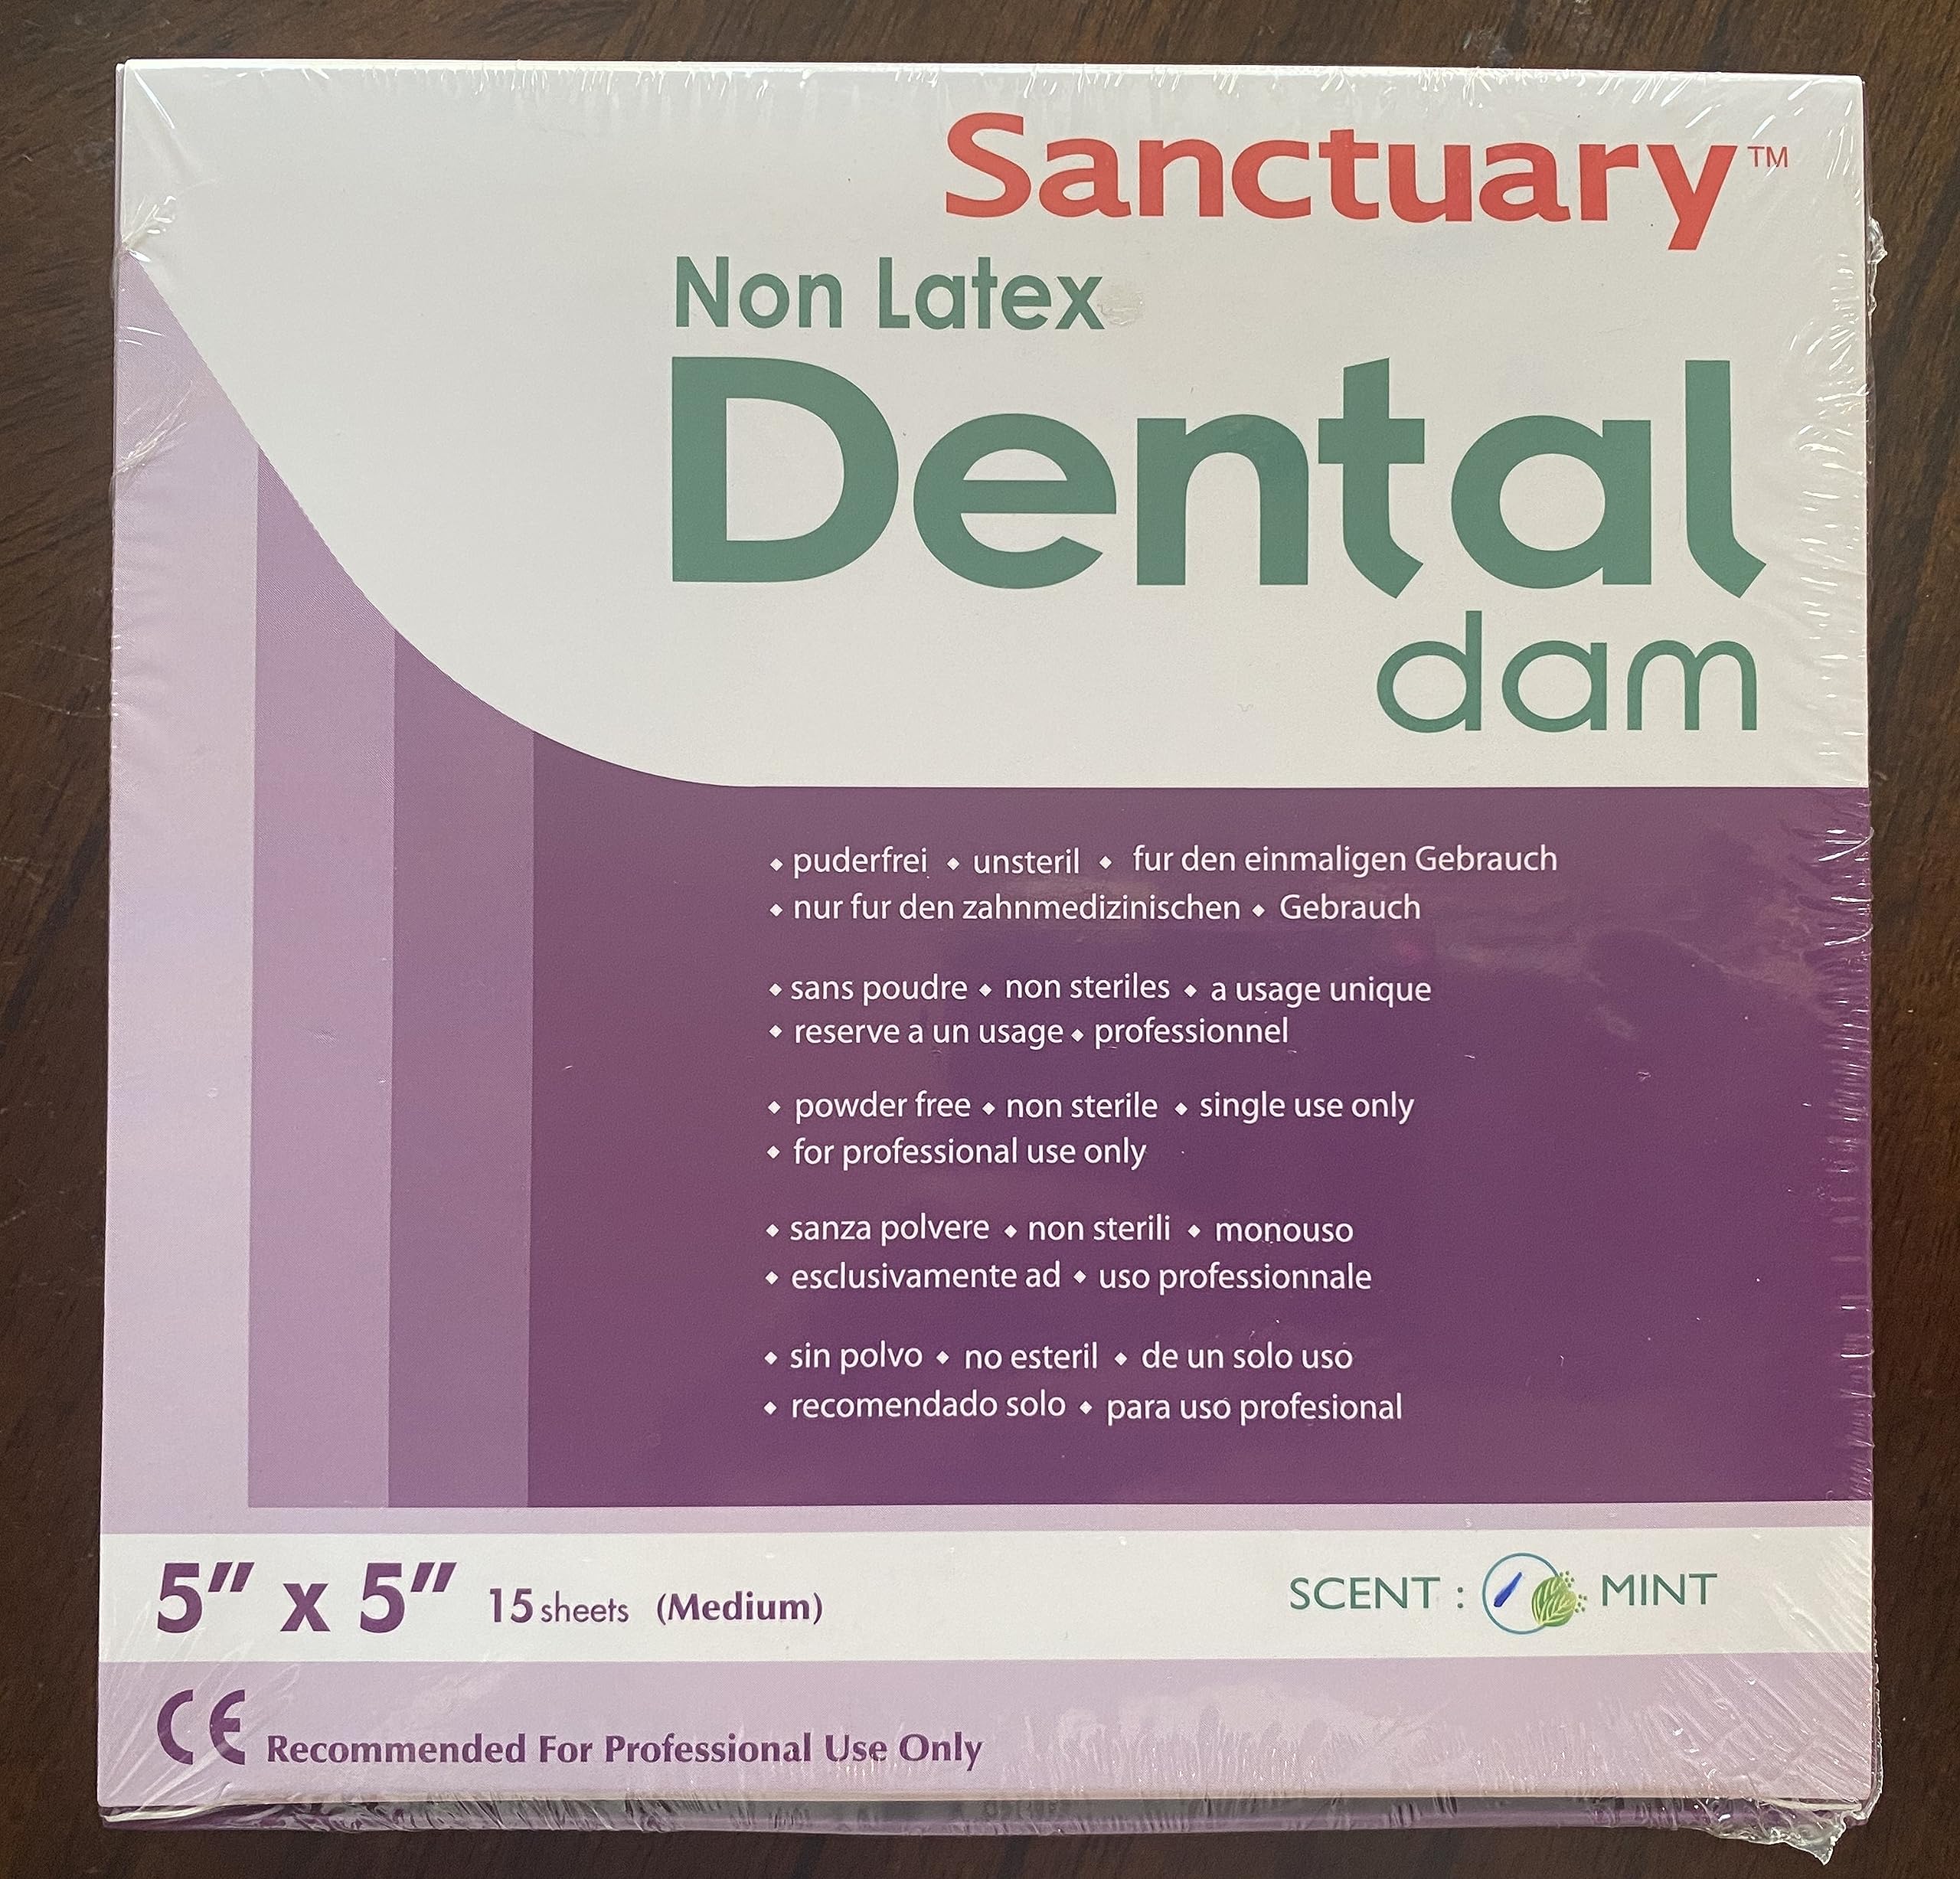 Sanctuary™
Non Latex
Dental
dam
◆ puderfrei ◆ unsteril ◆ fur den einmaligen Gebrauch
◆ nur fur den zahnmedizinischen ◆ Gebrauch
◆ sans poudre ◆ non steriles ◆ a usage unique
◆ reserve a un usage ◆ professionnel
◆ powder free ◆ non sterile ◆ single use only
◆ for professional use only
◆ sanza polvere ◆ non sterili ◆ monouso
◆ esclusivamente ad ◆ uso professionnale
◆ sin polvo ◆ no esteril ◆ de un solo uso
◆ recomendado solo ◆ para uso profesional
5" x 5" 15 sheets (Medium) SCENT : MINT
CE Recommended For Professional Use Only